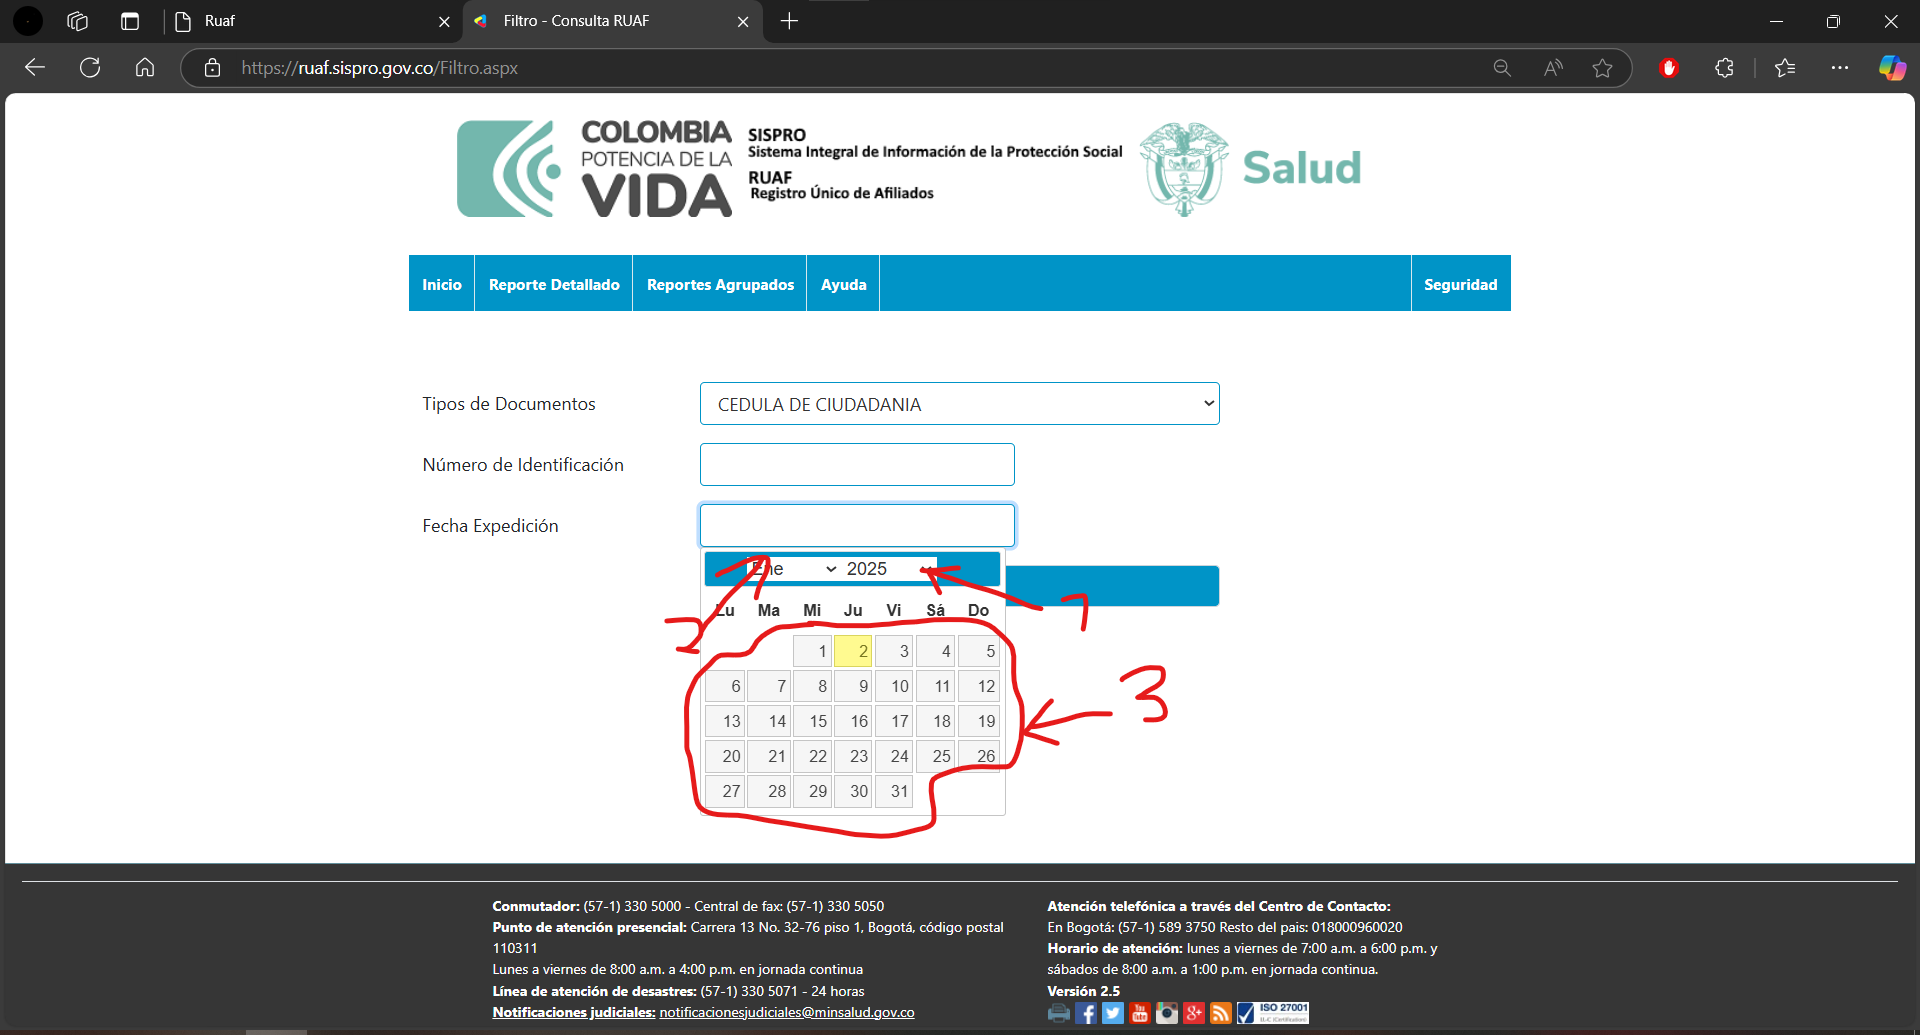 Ruaf
Filtro - Consulta RUAF
https://ruaf.sispro.gov.co/Filtro.aspx
COLOMBIA
POTENCIA DE LA
VIDA
SISPRO
Sistema Integral de Información de la Protección Social
RUAF
Registro Único de Afiliados
Salud
Inicio
Reporte Detallado
Reportes Agrupados
Ayuda
Seguridad
Tipos de Documentos
CEDULA DE CIUDADANIA
Número de Identificación
Fecha Expedición
Ene 2025
Lu Ma Mi Ju Vi Sá Do
1 2 3 4 5
6 7 8 9 10 11 12
13 14 15 16 17 18 19
20 21 22 23 24 25 26
27 28 29 30 31
1
2
3
Conmutador: (57-1) 330 5000 - Central de fax: (57-1) 330 5050
Punto de atención presencial: Carrera 13 No. 32-76 piso 1, Bogotá, código postal
110311
Lunes a viernes de 8:00 a.m. a 4:00 p.m. en jornada continua
Línea de atención de desastres: (57-1) 330 5071 - 24 horas
Notificaciones judiciales: notificacionesjudiciales@minsalud.gov.co
Atención telefónica a través del Centro de Contacto:
En Bogotá: (57-1) 589 3750 Resto del pais: 018000960020
Horario de atención: lunes a viernes de 7:00 a.m. a 6:00 p.m. y
sábados de 8:00 a.m. a 1:00 p.m. en jornada continua.
Versión 2.5
You Tube
ISO 27001